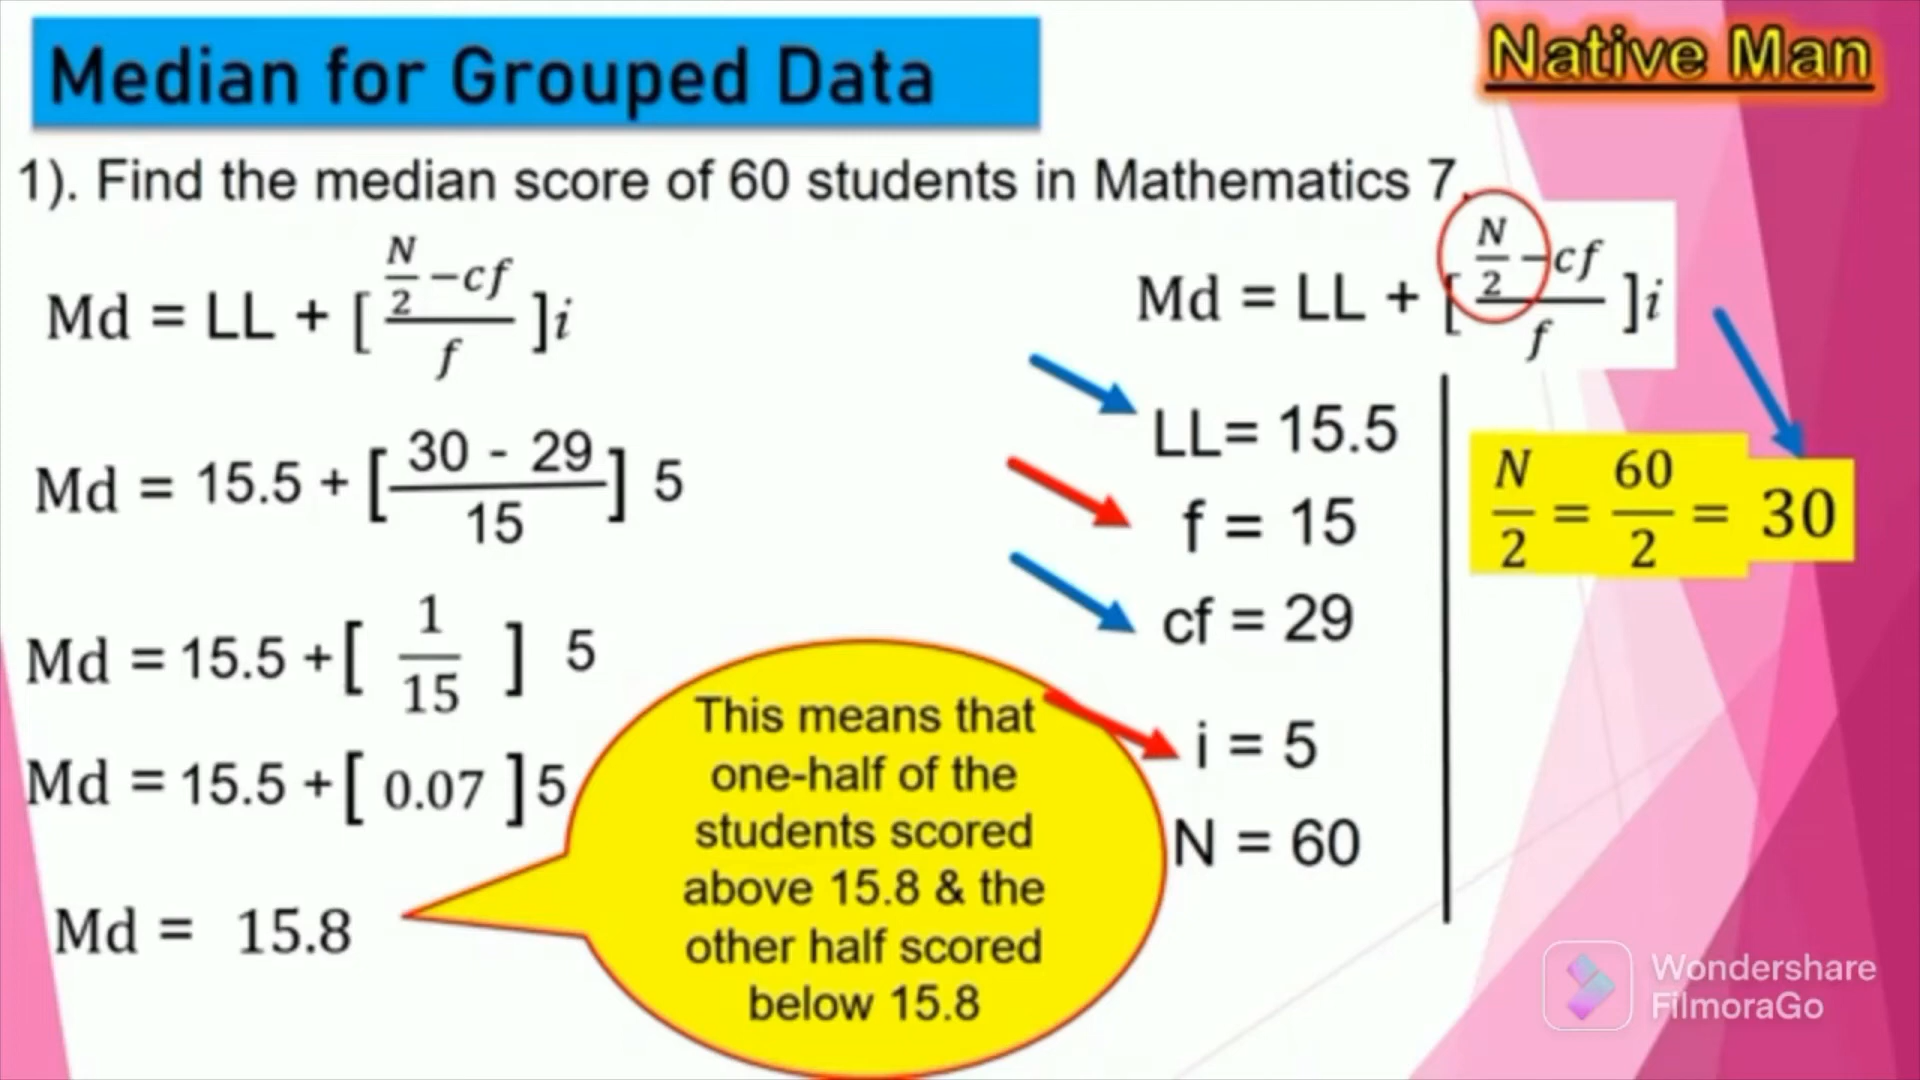 Median for Grouped Data
Native Man
1). Find the median score of 60 students in Mathematics 7.
Md = LL + [ (N/2 −cf)/f ]i
Md = 15.5 + [ (30 - 29)/15 ] 5
Md = 15.5 + [ 1/15 ] 5
Md = 15.5 + [ 0.07 ] 5
Md = 15.8
This means that
one-half of the
students scored
above 15.8 & the
other half scored
below 15.8
Md = LL + [ (N/2 −cf)/f ]i
LL= 15.5
f = 15
cf = 29
i = 5
N = 60
N/2 = 60/2 = 30
Wondershare
FilmoraGo